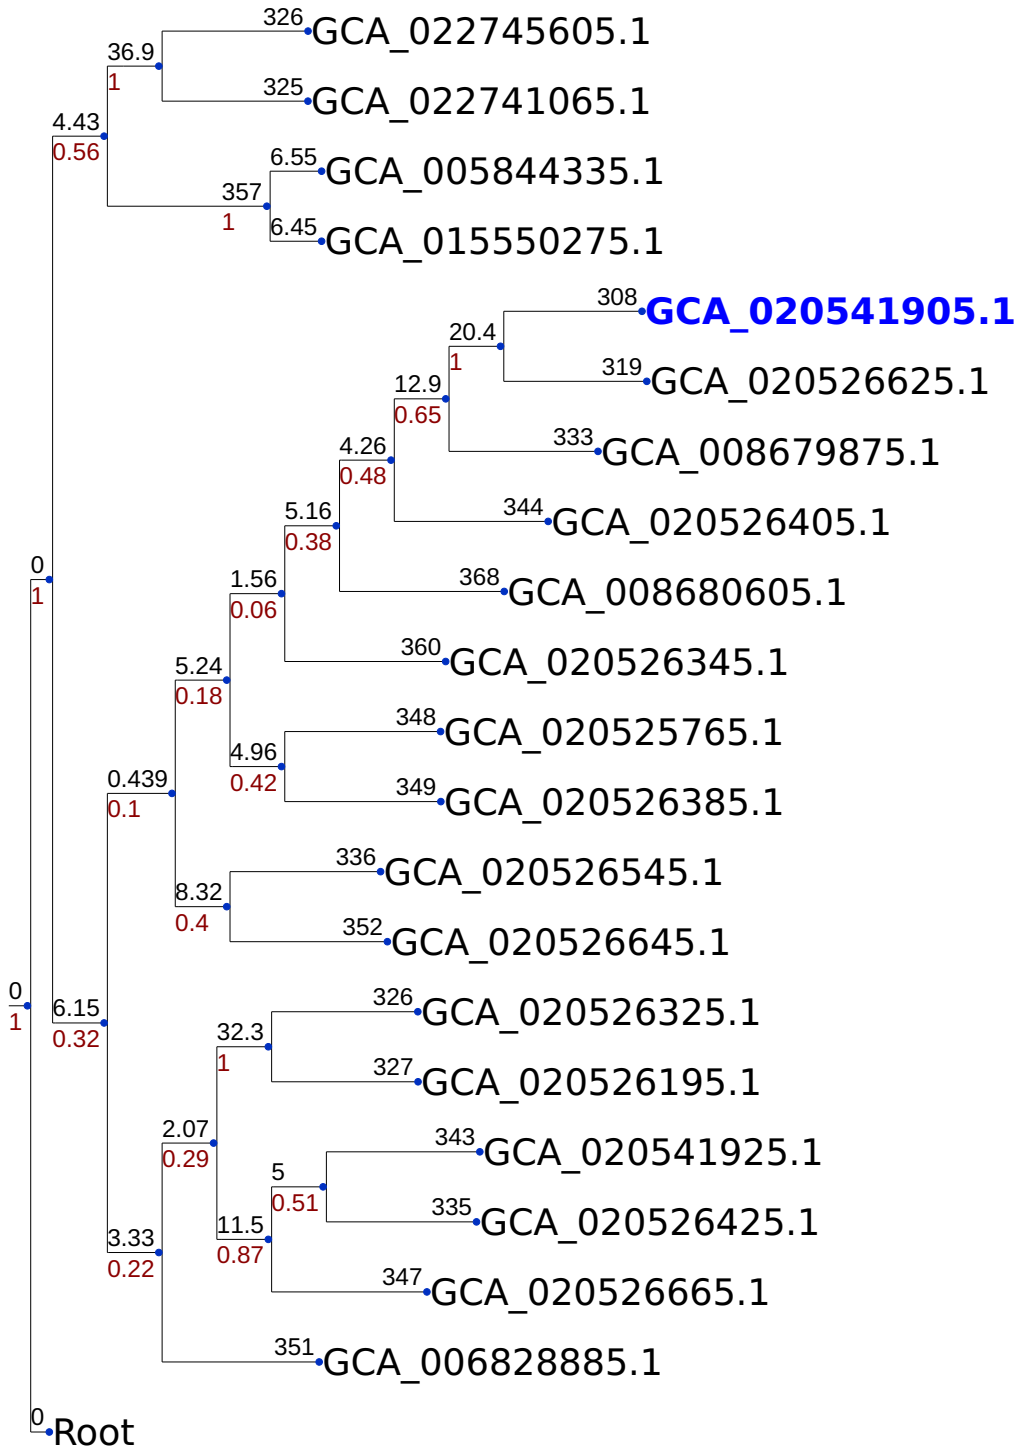 326
GCA_022745605.1
36.9
1
325
GCA_022741065.1
4.43
0.56
6.55
GCA_005844335.1
357
1
6.45
GCA_015550275.1
308
GCA_020541905.1
20.4
1
319
GCA_020526625.1
12.9
0.65
333
GCA_008679875.1
4.26
0.48
344
GCA_020526405.1
5.16
0.38
368
GCA_008680605.1
0
1
1.56
0.06
360
GCA_020526345.1
5.24
0.18
348
GCA_020525765.1
4.96
0.42
349
GCA_020526385.1
0.439
0.1
336
GCA_020526545.1
8.32
0.4
352
GCA_020526645.1
0
1
6.15
0.32
326
GCA_020526325.1
32.3
1
327
GCA_020526195.1
2.07
0.29
343
GCA_020541925.1
5
0.51
335
GCA_020526425.1
11.5
0.87
3.33
0.22
347
GCA_020526665.1
351
GCA_006828885.1
0
Root